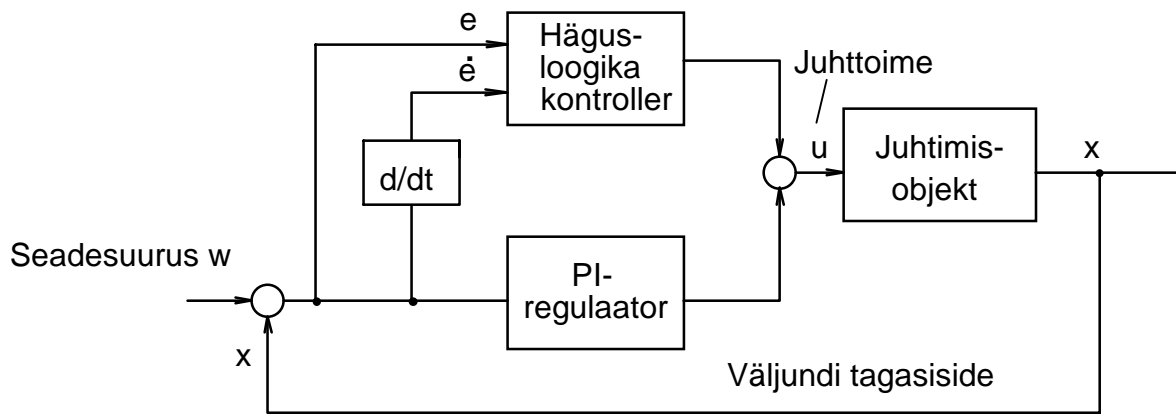 e
ė
Hägus-
loogika
kontroller
Juhttoime
d/dt
u
Juhtimis-
objekt
x
Seadesuurus w
PI-
regulaator
x
Väljundi tagasiside